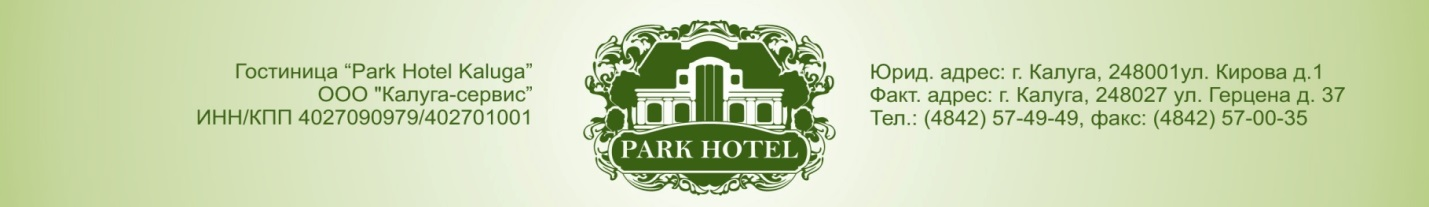 Гостиница “Park Hotel Kaluga”
ООО "Калуга-сервис”
ИНН/КПП 4027090979/402701001
PARK HOTEL
Юрид. адрес: г. Калуга, 248001ул. Кирова д.1
Факт. адрес: г. Калуга, 248027 ул. Герцена д. 37
Тел.: (4842) 57-49-49, факс: (4842) 57-00-35